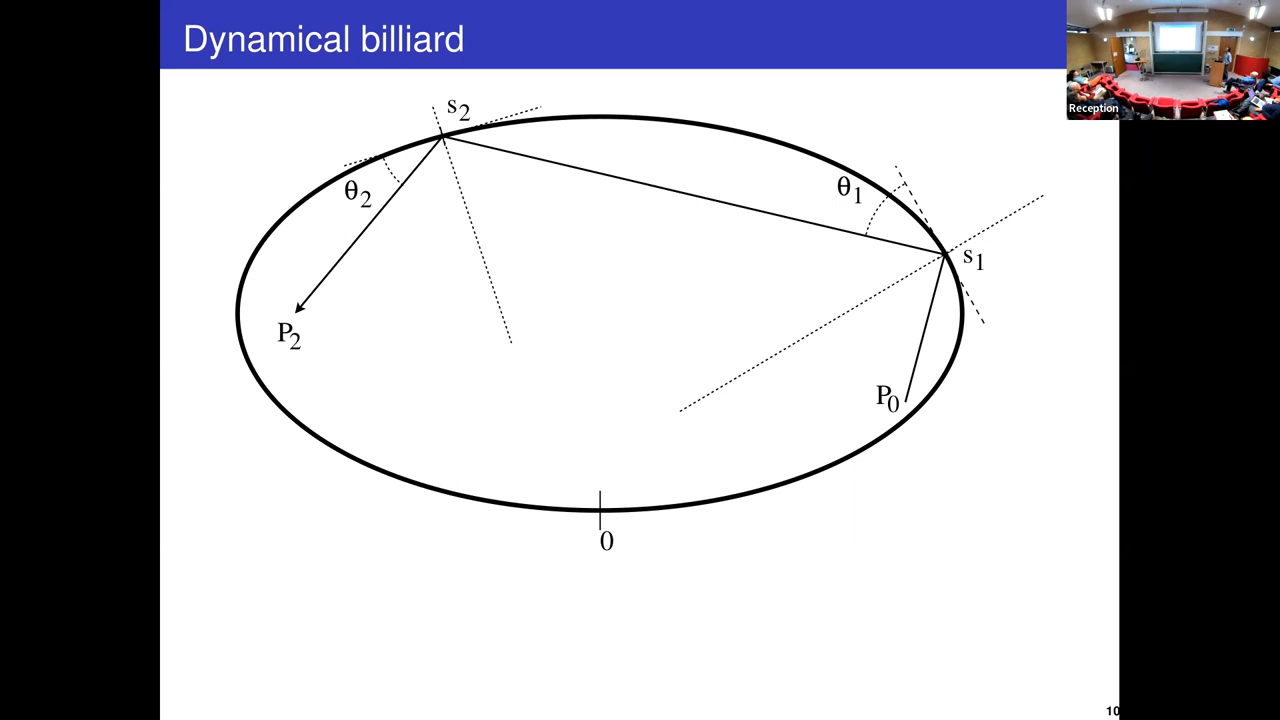 Dynamical billiard
Reception
s2
θ2
θ1
s1
P2
P0
0
10